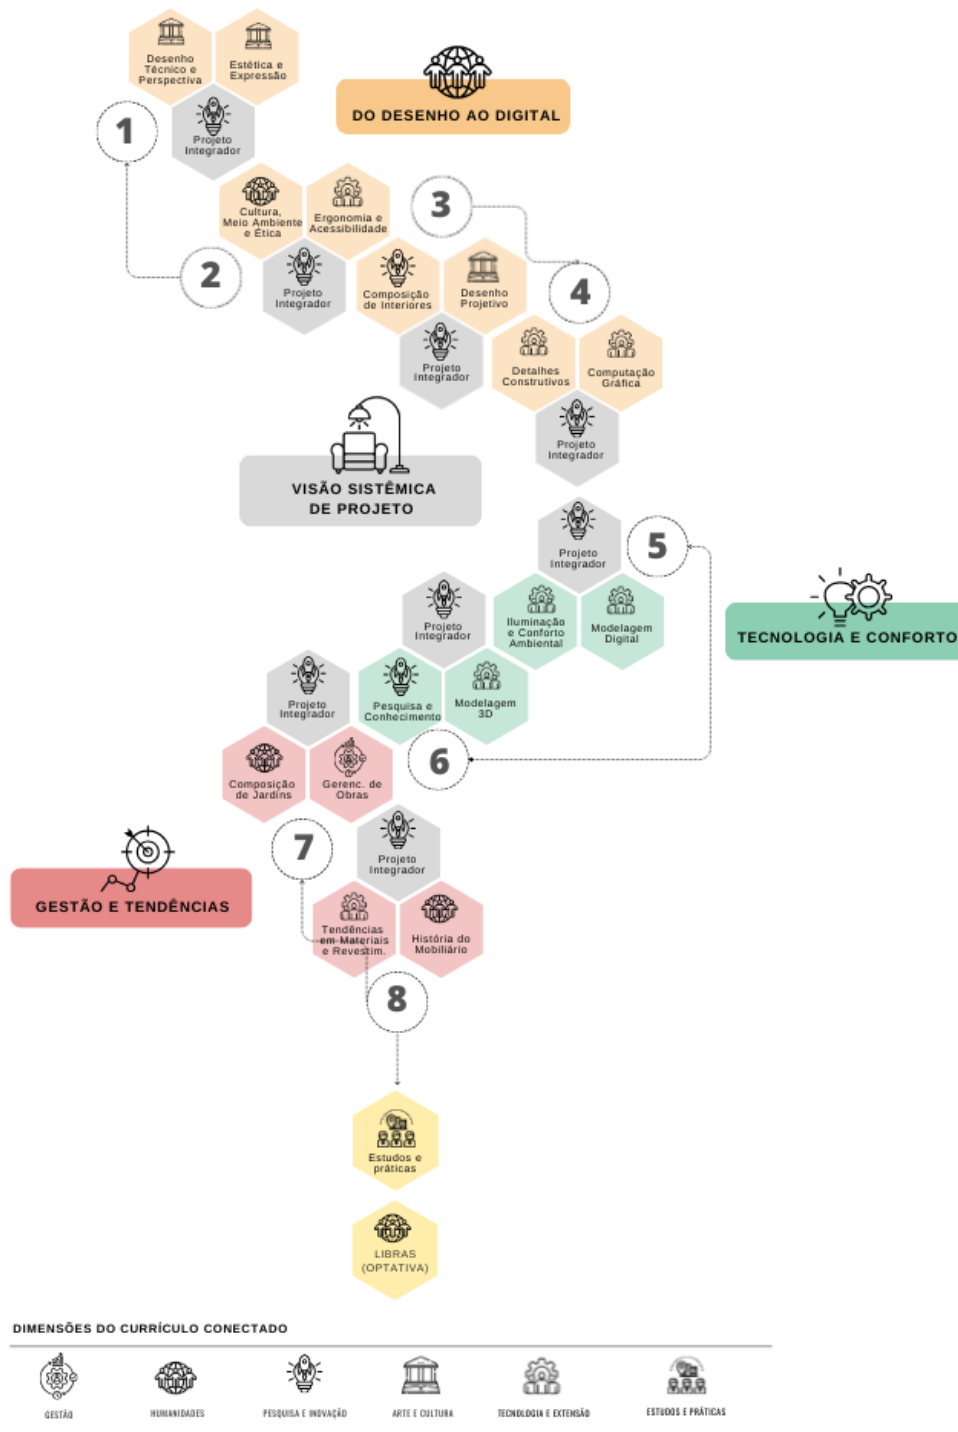 Desenho
Técnico e
Perspectiva
Estética e
Expressão
DO DESENHO AO DIGITAL
1
Projeto
Integrador
Cultura,
Meio Ambiente
e Ética
Ergonomia e
Acessibilidade
3
2
Projeto
Integrador
Composição
de Interiores
Desenho
Projetivo
4
Projeto
Integrador
Detalhes
Construtivos
Computação
Gráfica
Projeto
Integrador
VISÃO SISTÊMICA
DE PROJETO
Projeto
Integrador
5
Projeto
Integrador
Iluminação
e Conforto
Ambiental
Modelagem
Digital
TECNOLOGIA E CONFORTO
Projeto
Integrador
Pesquisa e
Conhecimento
Modelagem
3D
6
Composição
de Jardins
Gerenc. de
Obras
7
Projeto
Integrador
GESTÃO E TENDÊNCIAS
Tendências
em Materiais
e Revestim.
História do
Mobiliário
8
Estudos e
práticas
LIBRAS
(OPTATIVA)
DIMENSÕES DO CURRÍCULO CONECTADO
GESTÃO
HUMANIDADES
PESQUISA E INOVAÇÃO
ARTE E CULTURA
TECNOLOGIA E EXTENSÃO
ESTUDOS E PRÁTICAS